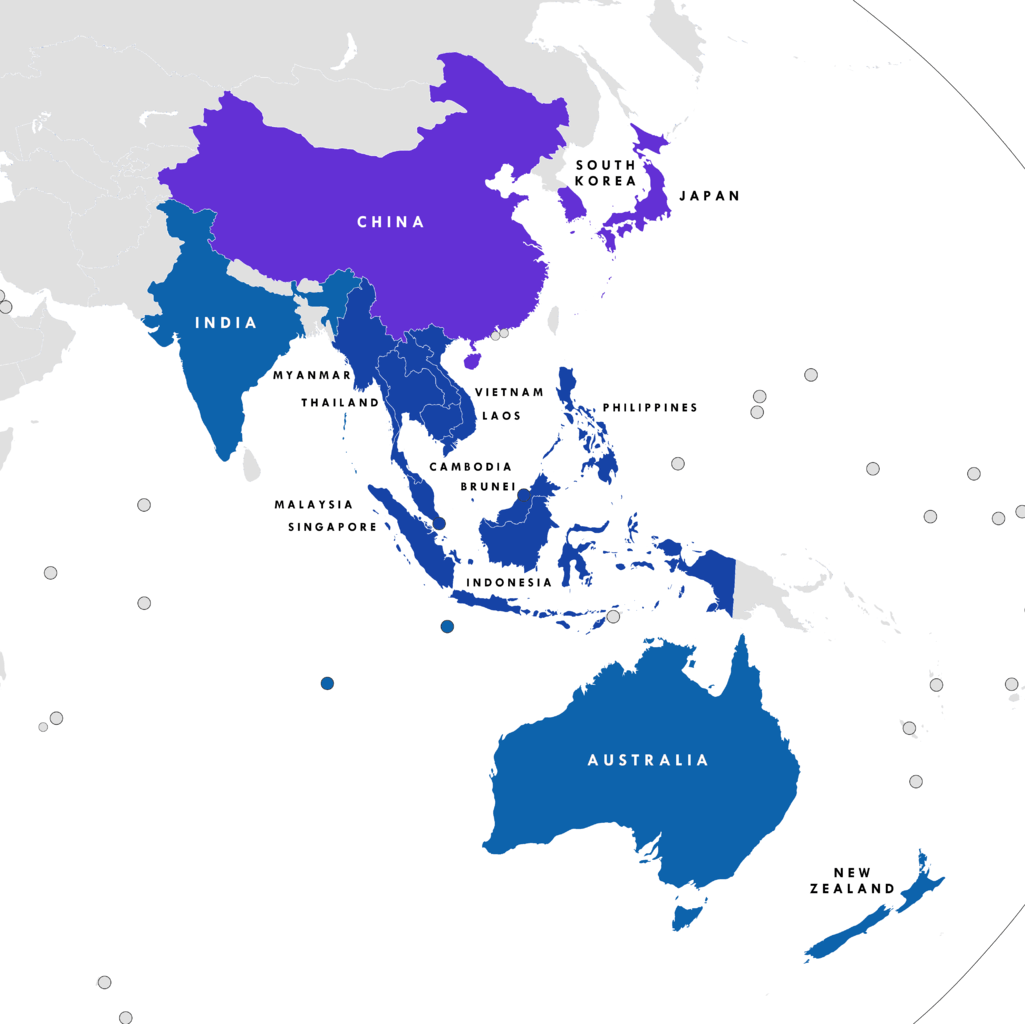 SOUTH
KOREA
JAPAN
CHINA
INDIA
MYANMAR
THAILAND
VIETNAM
LAOS
PHILIPPINES
CAMBODIA
BRUNEI
MALAYSIA
SINGAPORE
INDONESIA
AUSTRALIA
NEW
ZEALAND